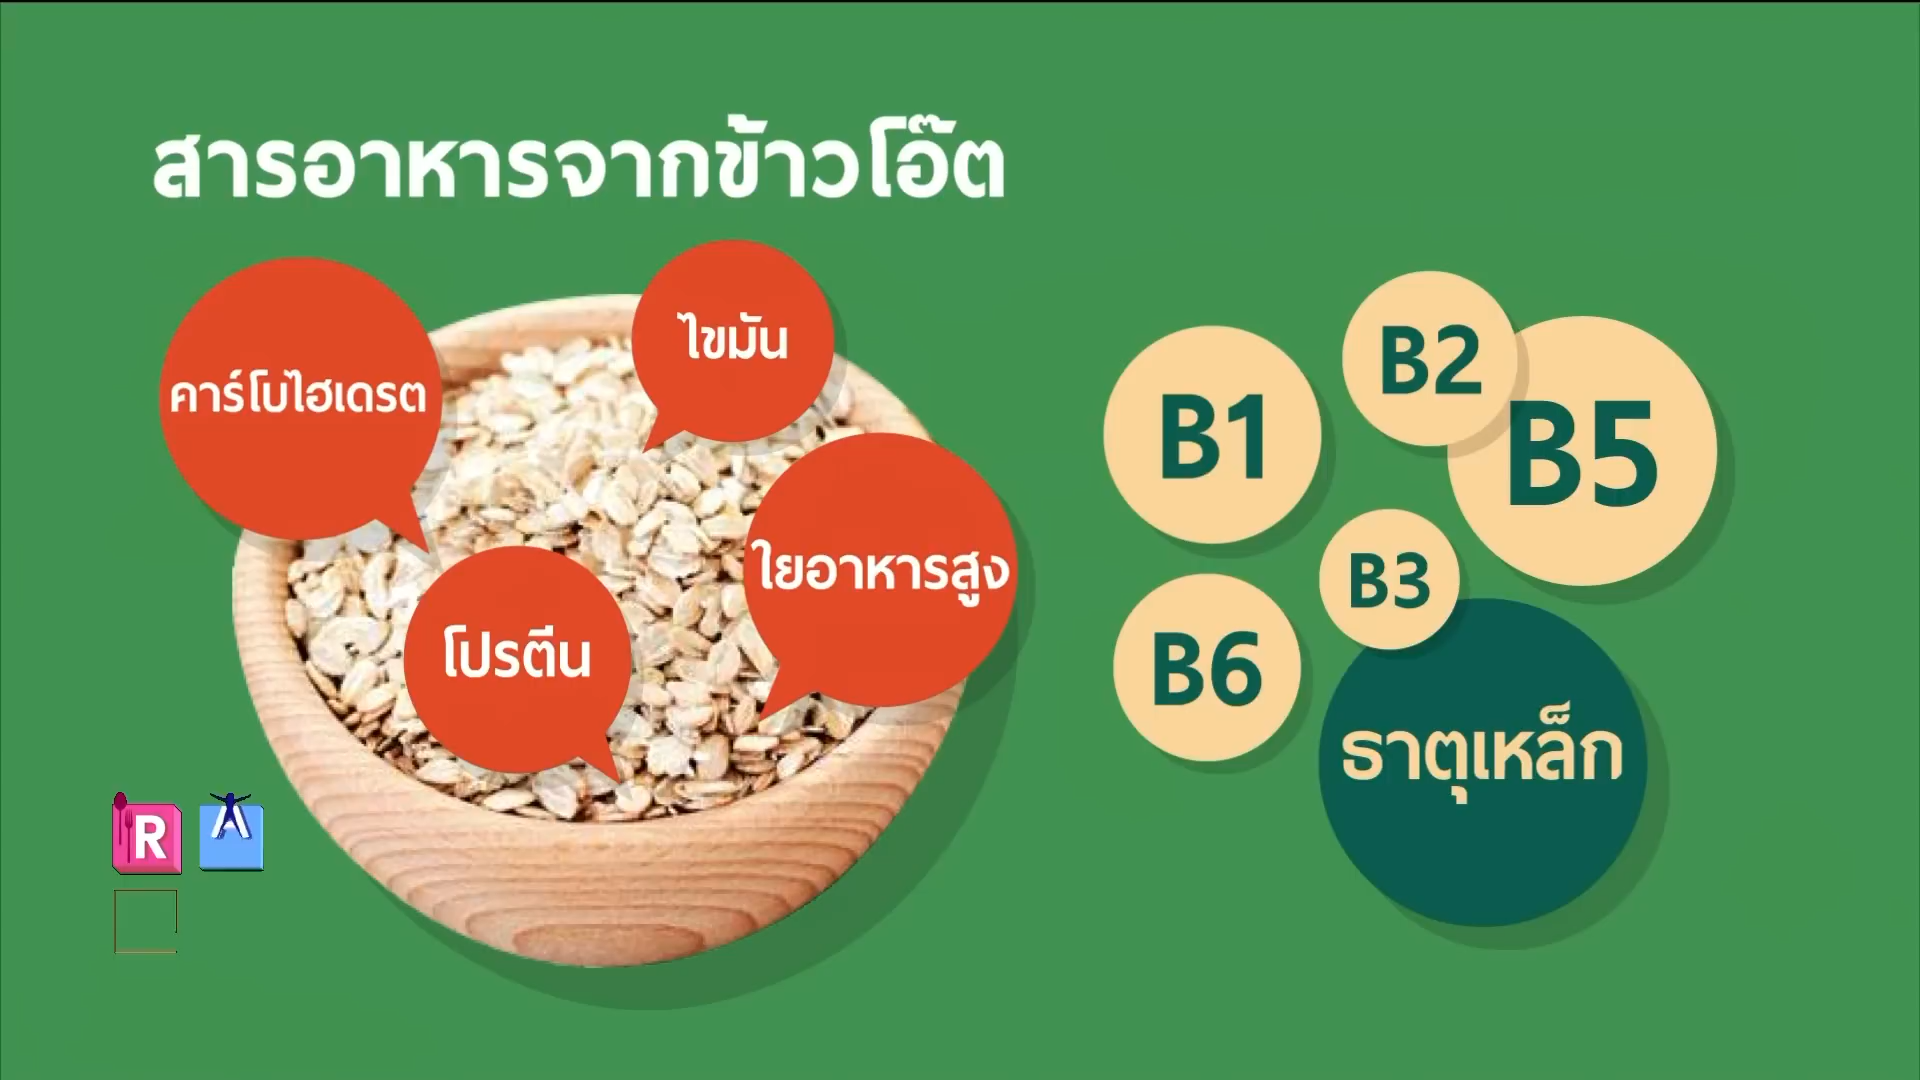 สารอาหารจากข้าวโอ๊ต
คาร์โบไฮเดรต
ไขมัน
ใยอาหารสูง
โปรตีน
B1
B2
B5
B3
B6
ธาตุเหล็ก
R
A